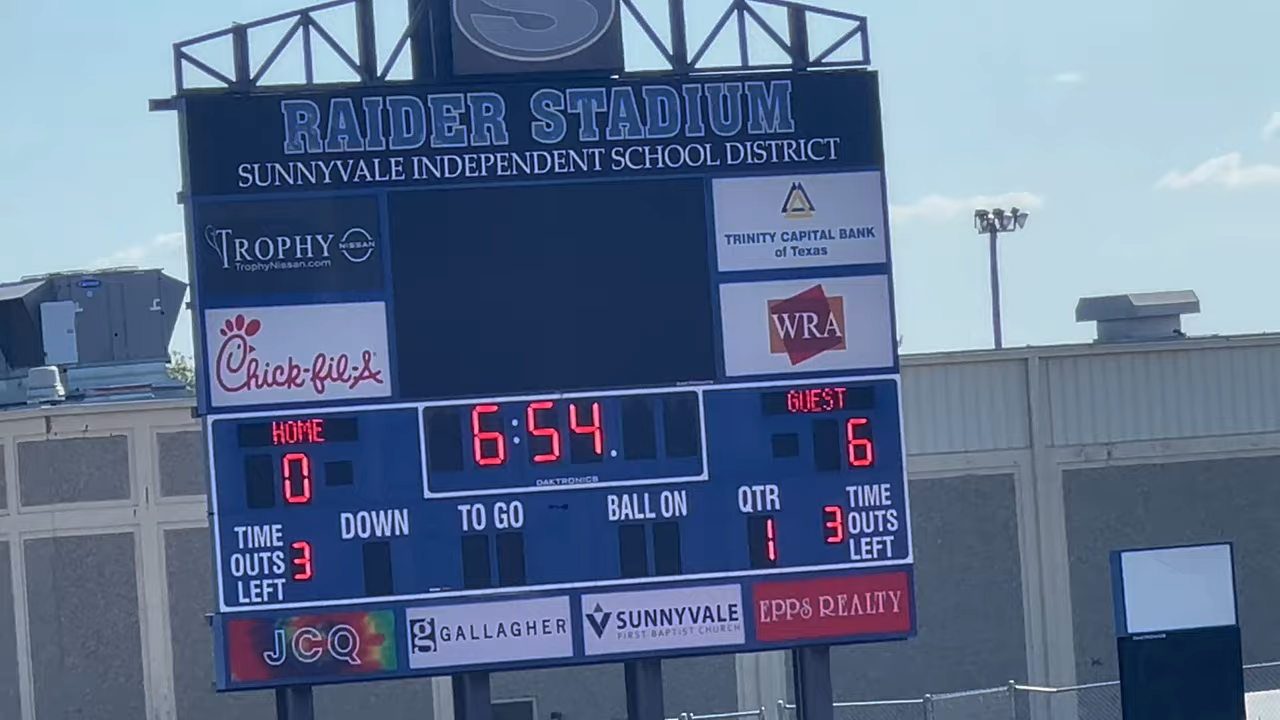 S
RAIDER STADIUM
SUNNYVALE INDEPENDENT SCHOOL DISTRICT
TROPHY NISSAN
TrophyNissan.com
TRINITY CAPITAL BANK
of Texas
Chick-fil-A
WRA
HOME
6:54.
GUEST
0
6
DAKTRONICS
DOWN
TO GO
BALL ON
QTR
1
TIME
OUTS
LEFT
3
3
TIME
OUTS
LEFT
JCQ
g GALLAGHER
SUNNYVALE
FIRST BAPTIST CHURCH
EPPS REALTY